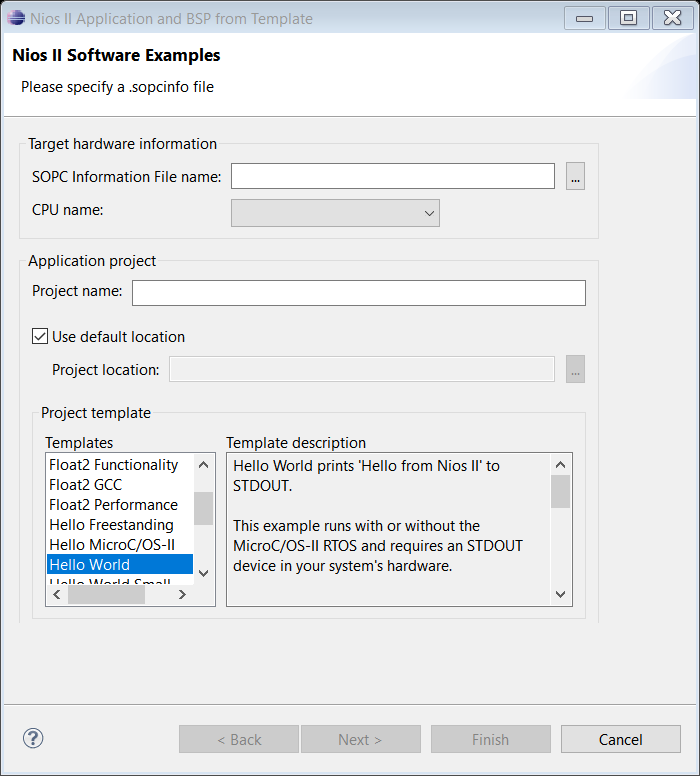 Nios II Application and BSP from Template
Nios II Software Examples
Please specify a .sopcinfo file
Target hardware information
SOPC Information File name:
...
CPU name:
Application project
Project name:
Use default location
Project location:
...
Project template
Templates
Float2 Functionality
Float2 GCC
Float2 Performance
Hello Freestanding
Hello MicroC/OS-II
Hello World
Hello World Small
Template description
Hello World prints 'Hello from Nios II' to
STDOUT.
This example runs with or without the
MicroC/OS-II RTOS and requires an STDOUT
device in your system's hardware.
?
< Back
Next >
Finish
Cancel